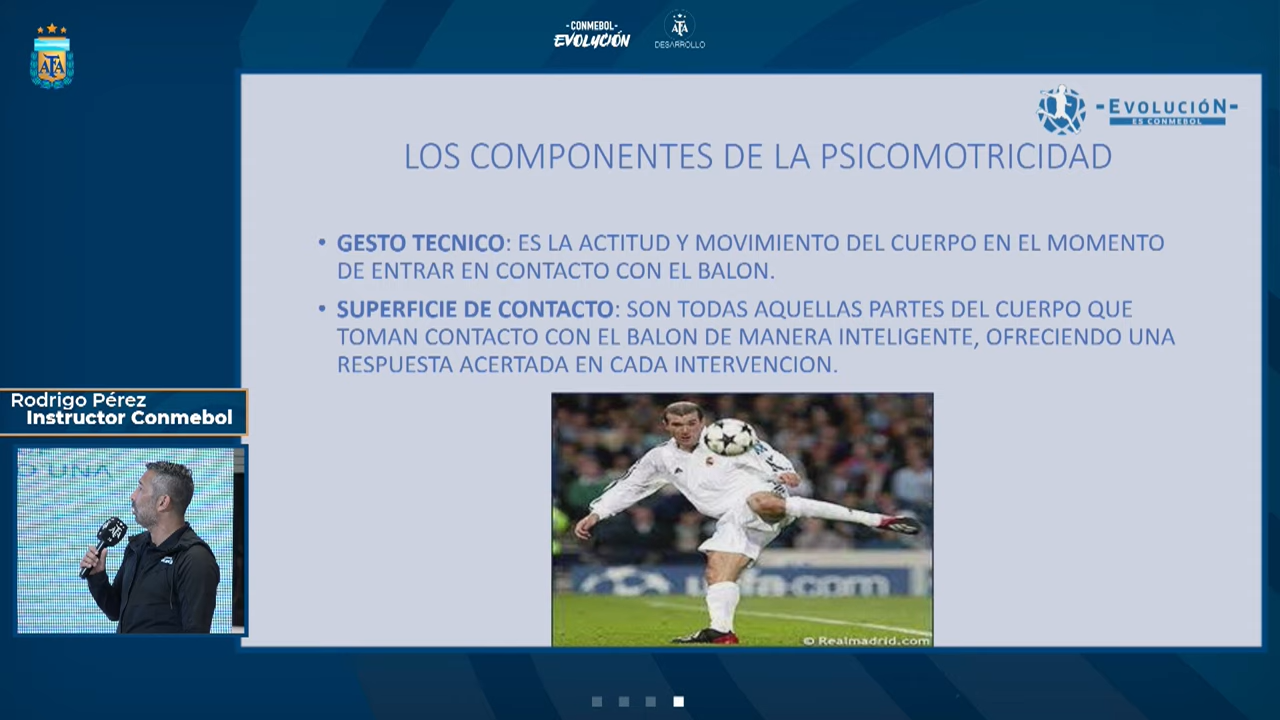 -CONMEBOL-
EVOLUCIÓN
AFA
DESARROLLO
AFA
-EVOLUCIÓN-
ES CONMEBOL
LOS COMPONENTES DE LA PSICOMOTRICIDAD
• GESTO TECNICO: ES LA ACTITUD Y MOVIMIENTO DEL CUERPO EN EL MOMENTO
DE ENTRAR EN CONTACTO CON EL BALON.
• SUPERFICIE DE CONTACTO: SON TODAS AQUELLAS PARTES DEL CUERPO QUE
TOMAN CONTACTO CON EL BALON DE MANERA INTELIGENTE, OFRECIENDO UNA
RESPUESTA ACERTADA EN CADA INTERVENCION.
Rodrigo Pérez
Instructor Conmebol
O UNA
AFA
uefa.com
© Realmadrid.com